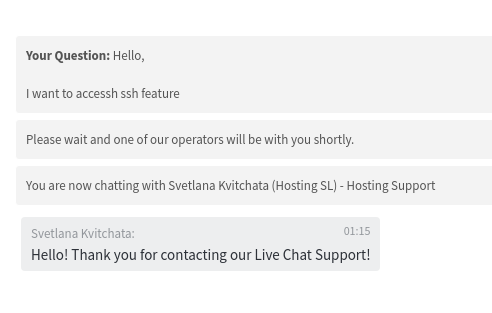 Your Question: Hello,
I want to accessh ssh feature
Please wait and one of our operators will be with you shortly.
You are now chatting with Svetlana Kvitchata (Hosting SL) - Hosting Support
Svetlana Kvitchata: 01:15
Hello! Thank you for contacting our Live Chat Support!